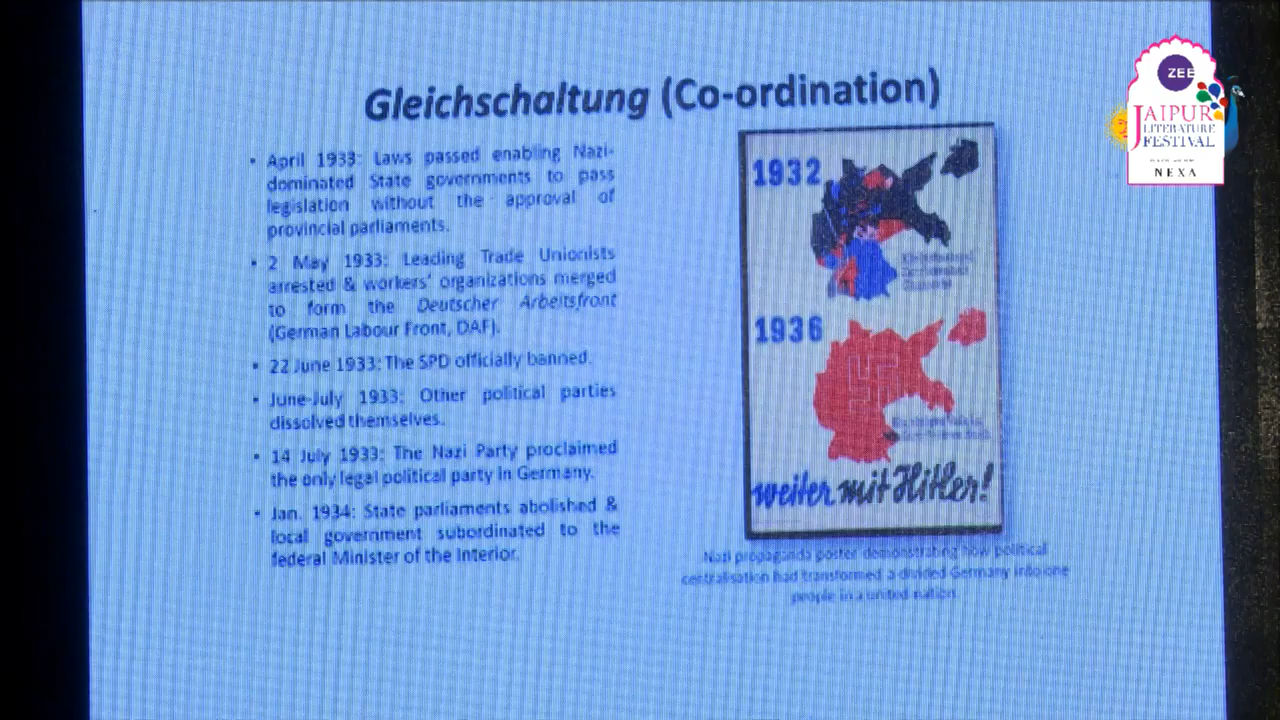 Gleichschaltung (Co-ordination)
• April 1933: Laws passed enabling Nazi-
dominated State governments to pass
legislation without the approval of
provincial parliaments.
• 2 May 1933: Leading Trade Unionists
arrested & workers' organizations merged
to form the Deutscher Arbeitsfront
(German Labour Front, DAF).
• 22 June 1933: The SPD officially banned.
• June-July 1933: Other political parties
dissolved themselves.
• 14 July 1933: The Nazi Party proclaimed
the only legal political party in Germany.
• Jan. 1934: State parliaments abolished &
local government subordinated to the
federal Minister of the Interior.
1932
1936
weiter mit Hitler!
Nazi propaganda poster demonstrating how political
centralisation had transformed a divided Germany into one
people in a united nation.
ZEE
JAIPUR
LITERATURE
FESTIVAL
NEXA